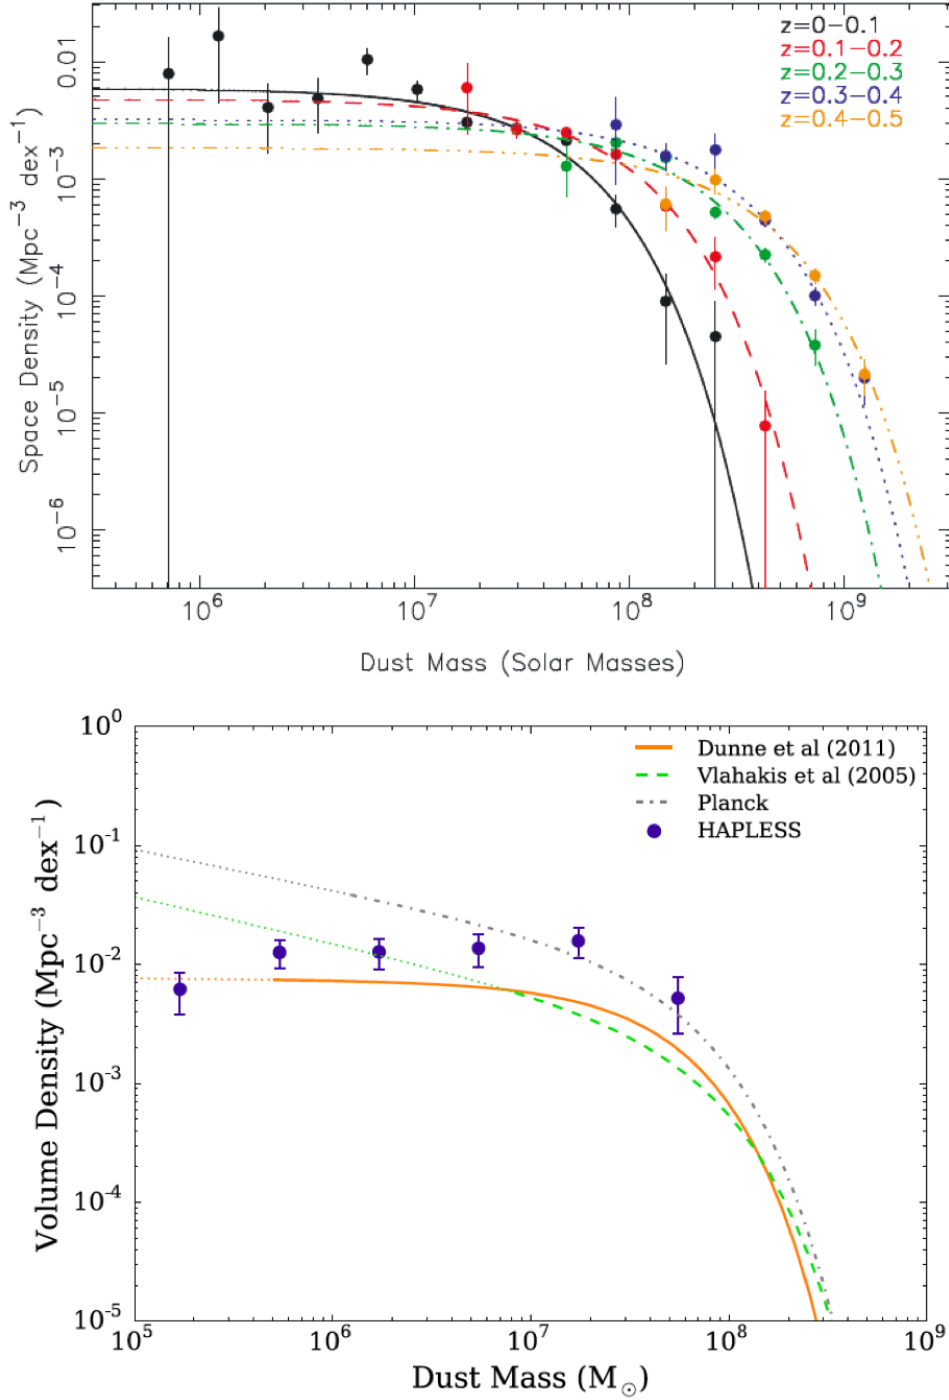 z=0−0.1
z=0.1−0.2
z=0.2−0.3
z=0.3−0.4
z=0.4−0.5
Space Density (Mpc⁻³ dex⁻¹)
0.01
10⁻³
10⁻⁴
10⁻⁵
10⁻⁶
10⁶ 10⁷ 10⁸ 10⁹
Dust Mass (Solar Masses)
Dunne et al (2011)
Vlahakis et al (2005)
Planck
HAPLESS
Volume Density (Mpc⁻³ dex⁻¹)
10⁰
10⁻¹
10⁻²
10⁻³
10⁻⁴
10⁻⁵
10⁵ 10⁶ 10⁷ 10⁸ 10⁹
Dust Mass (M☉)